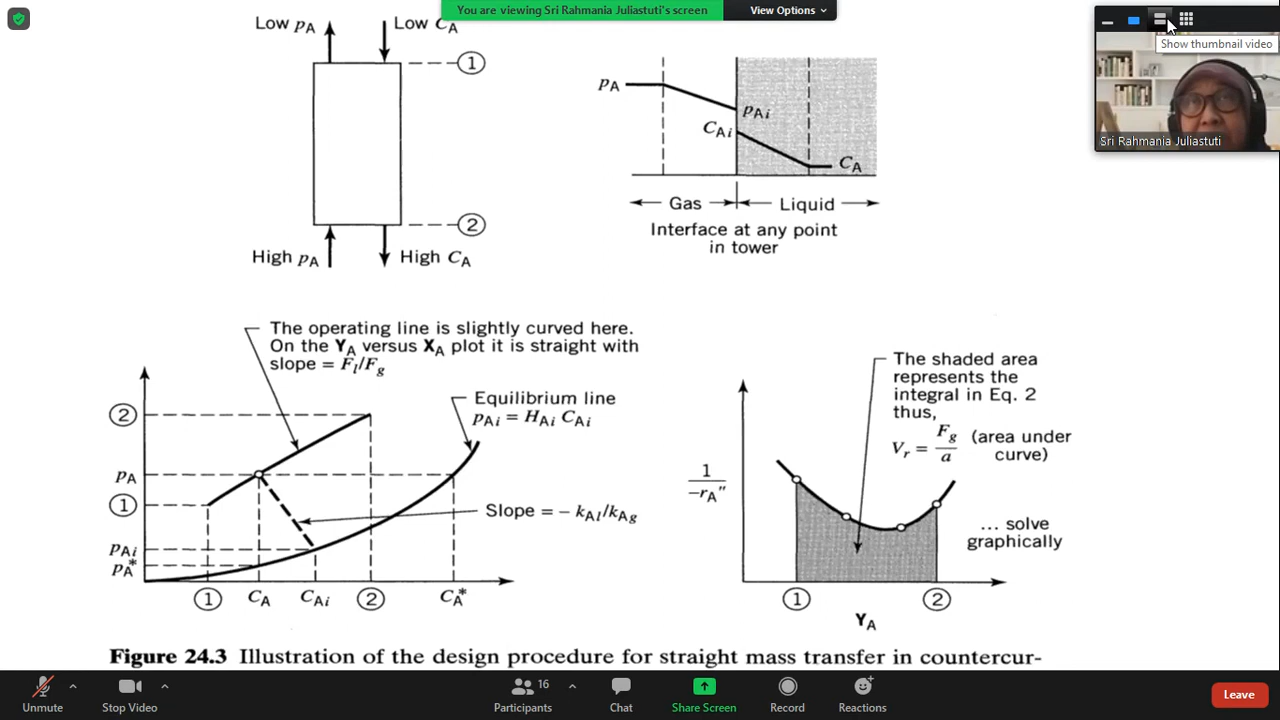 You are viewing Sri Rahmania Juliastuti's screen
View Options
Show thumbnail video
Sri Rahmania Juliastuti
Low pA
Low CA
1
2
High pA
High CA
pA
pAi
CAi
CA
Gas
Liquid
Interface at any point
in tower
The operating line is slightly curved here.
On the YA versus XA plot it is straight with
slope = Fl/Fg
Equilibrium line
pAi = HAi CAi
2
pA
1
pAi
pA*
Slope = − kAl/kAg
1
CA
CAi
2
CA*
The shaded area
represents the
integral in Eq. 2
thus,
Vr = Fg/a (area under
curve)
1/−rA″
... solve
graphically
1
2
YA
Figure 24.3 Illustration of the design procedure for straight mass transfer in countercur-
Unmute
Stop Video
16
Participants
Chat
Share Screen
Record
Reactions
Leave